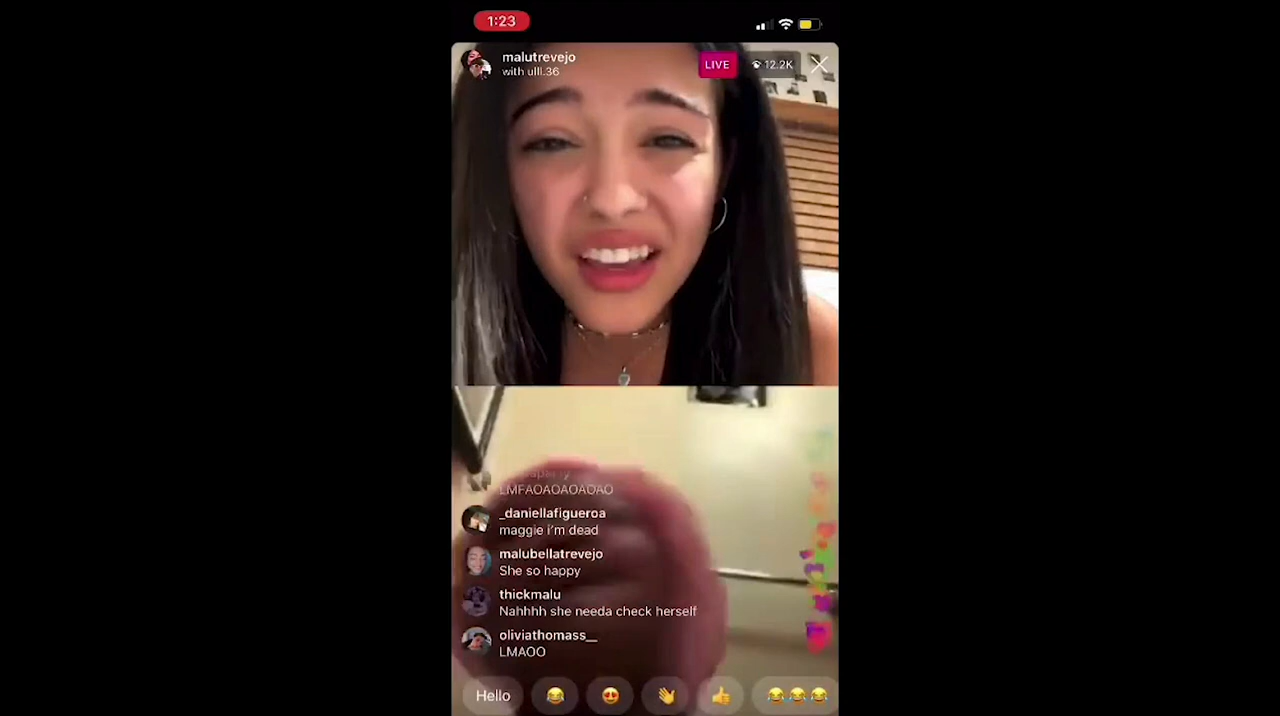 1:23
malutrevejo
with ulli.36
LIVE
12.2K
LMFAOAOAOAOAO
_daniellafigueroa
maggie i'm dead
malubellatrevejo
She so happy
thickmalu
Nahhhh she needa check herself
oliviathomass__
LMAOO
Hello